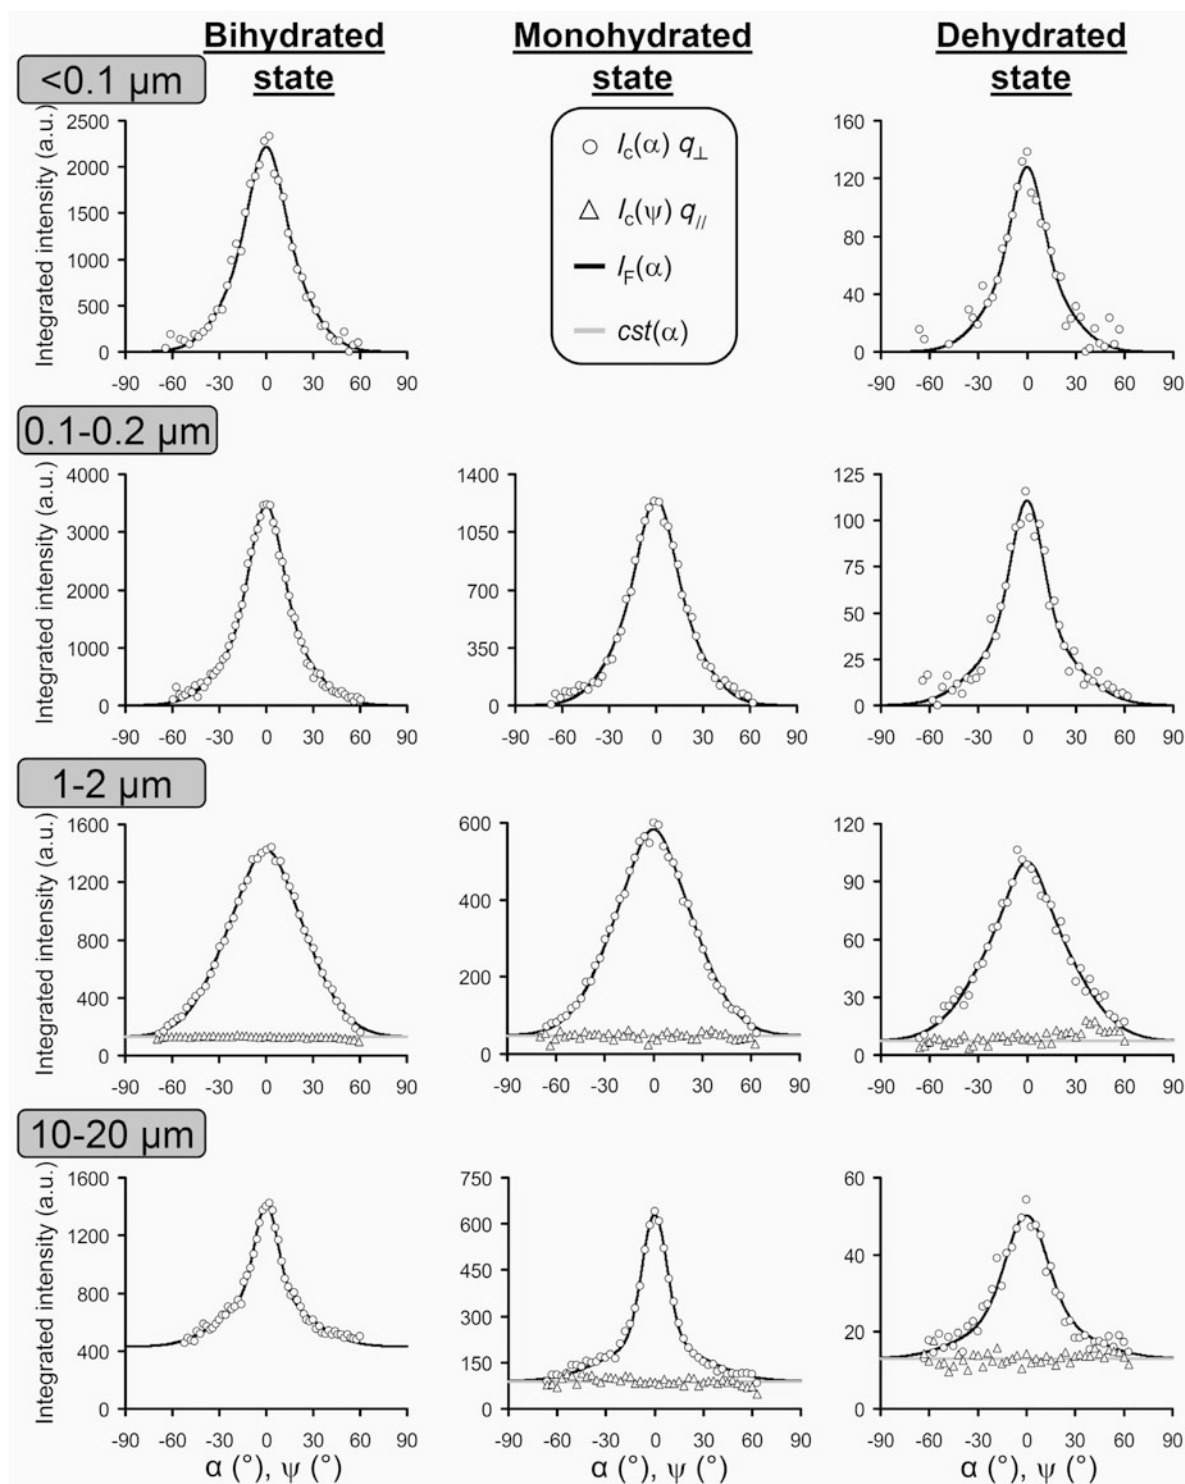 Bihydrated state
Monohydrated state
Dehydrated state
<0.1 µm
Integrated intensity (a.u.)
2500
2000
1500
1000
500
0
-90 -60 -30 0 30 60 90
○ Ic(α) q⊥
△ Ic(ψ) q//
IF(α)
cst(α)
160
120
80
40
0
-90 -60 -30 0 30 60 90
0.1-0.2 µm
Integrated intensity (a.u.)
4000
3000
2000
1000
0
-90 -60 -30 0 30 60 90
1400
1050
700
350
0
-90 -60 -30 0 30 60 90
125
100
75
50
25
0
-90 -60 -30 0 30 60 90
1-2 µm
Integrated intensity (a.u.)
1600
1200
800
400
0
-90 -60 -30 0 30 60 90
600
400
200
0
-90 -60 -30 0 30 60 90
120
90
60
30
0
-90 -60 -30 0 30 60 90
10-20 µm
Integrated intensity (a.u.)
1600
1200
800
400
0
-90 -60 -30 0 30 60 90
α (°), ψ (°)
750
600
450
300
150
0
-90 -60 -30 0 30 60 90
α (°), ψ (°)
60
40
20
0
-90 -60 -30 0 30 60 90
α (°), ψ (°)